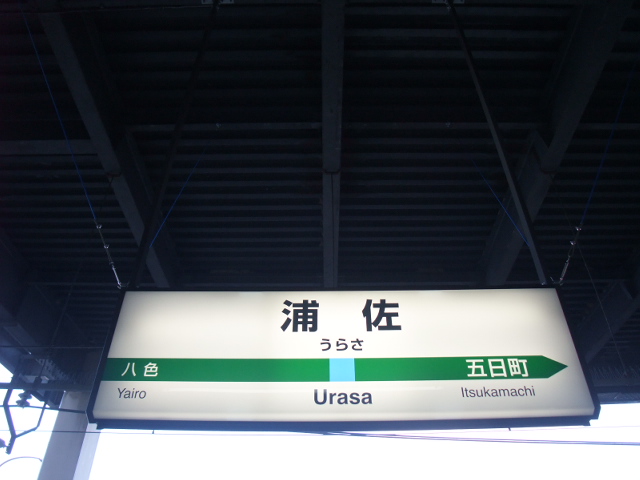 浦佐
うらさ
八色 五日町
Yairo Urasa Itsukamachi